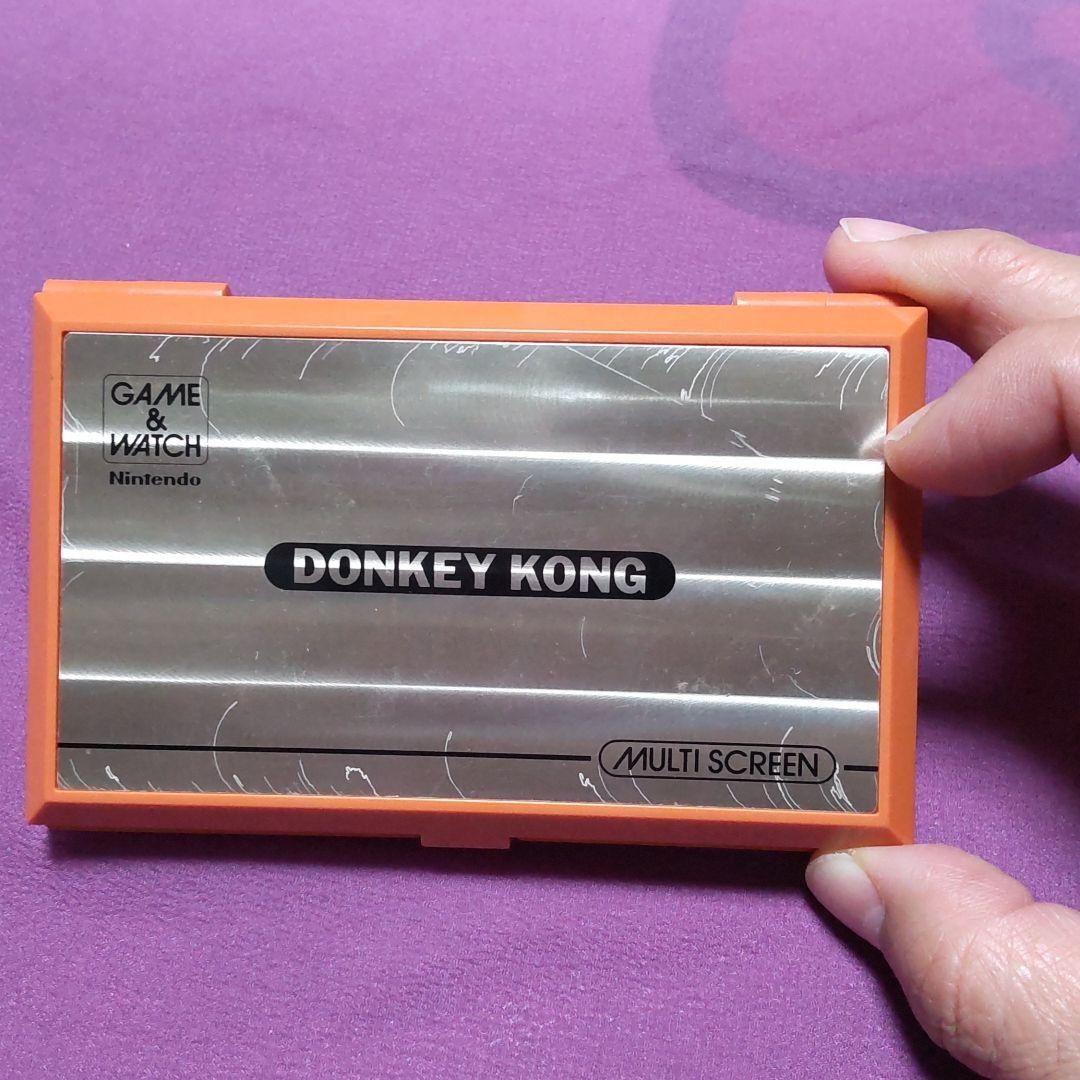 GAME
&
WATCH
Nintendo
DONKEY KONG
MULTI SCREEN